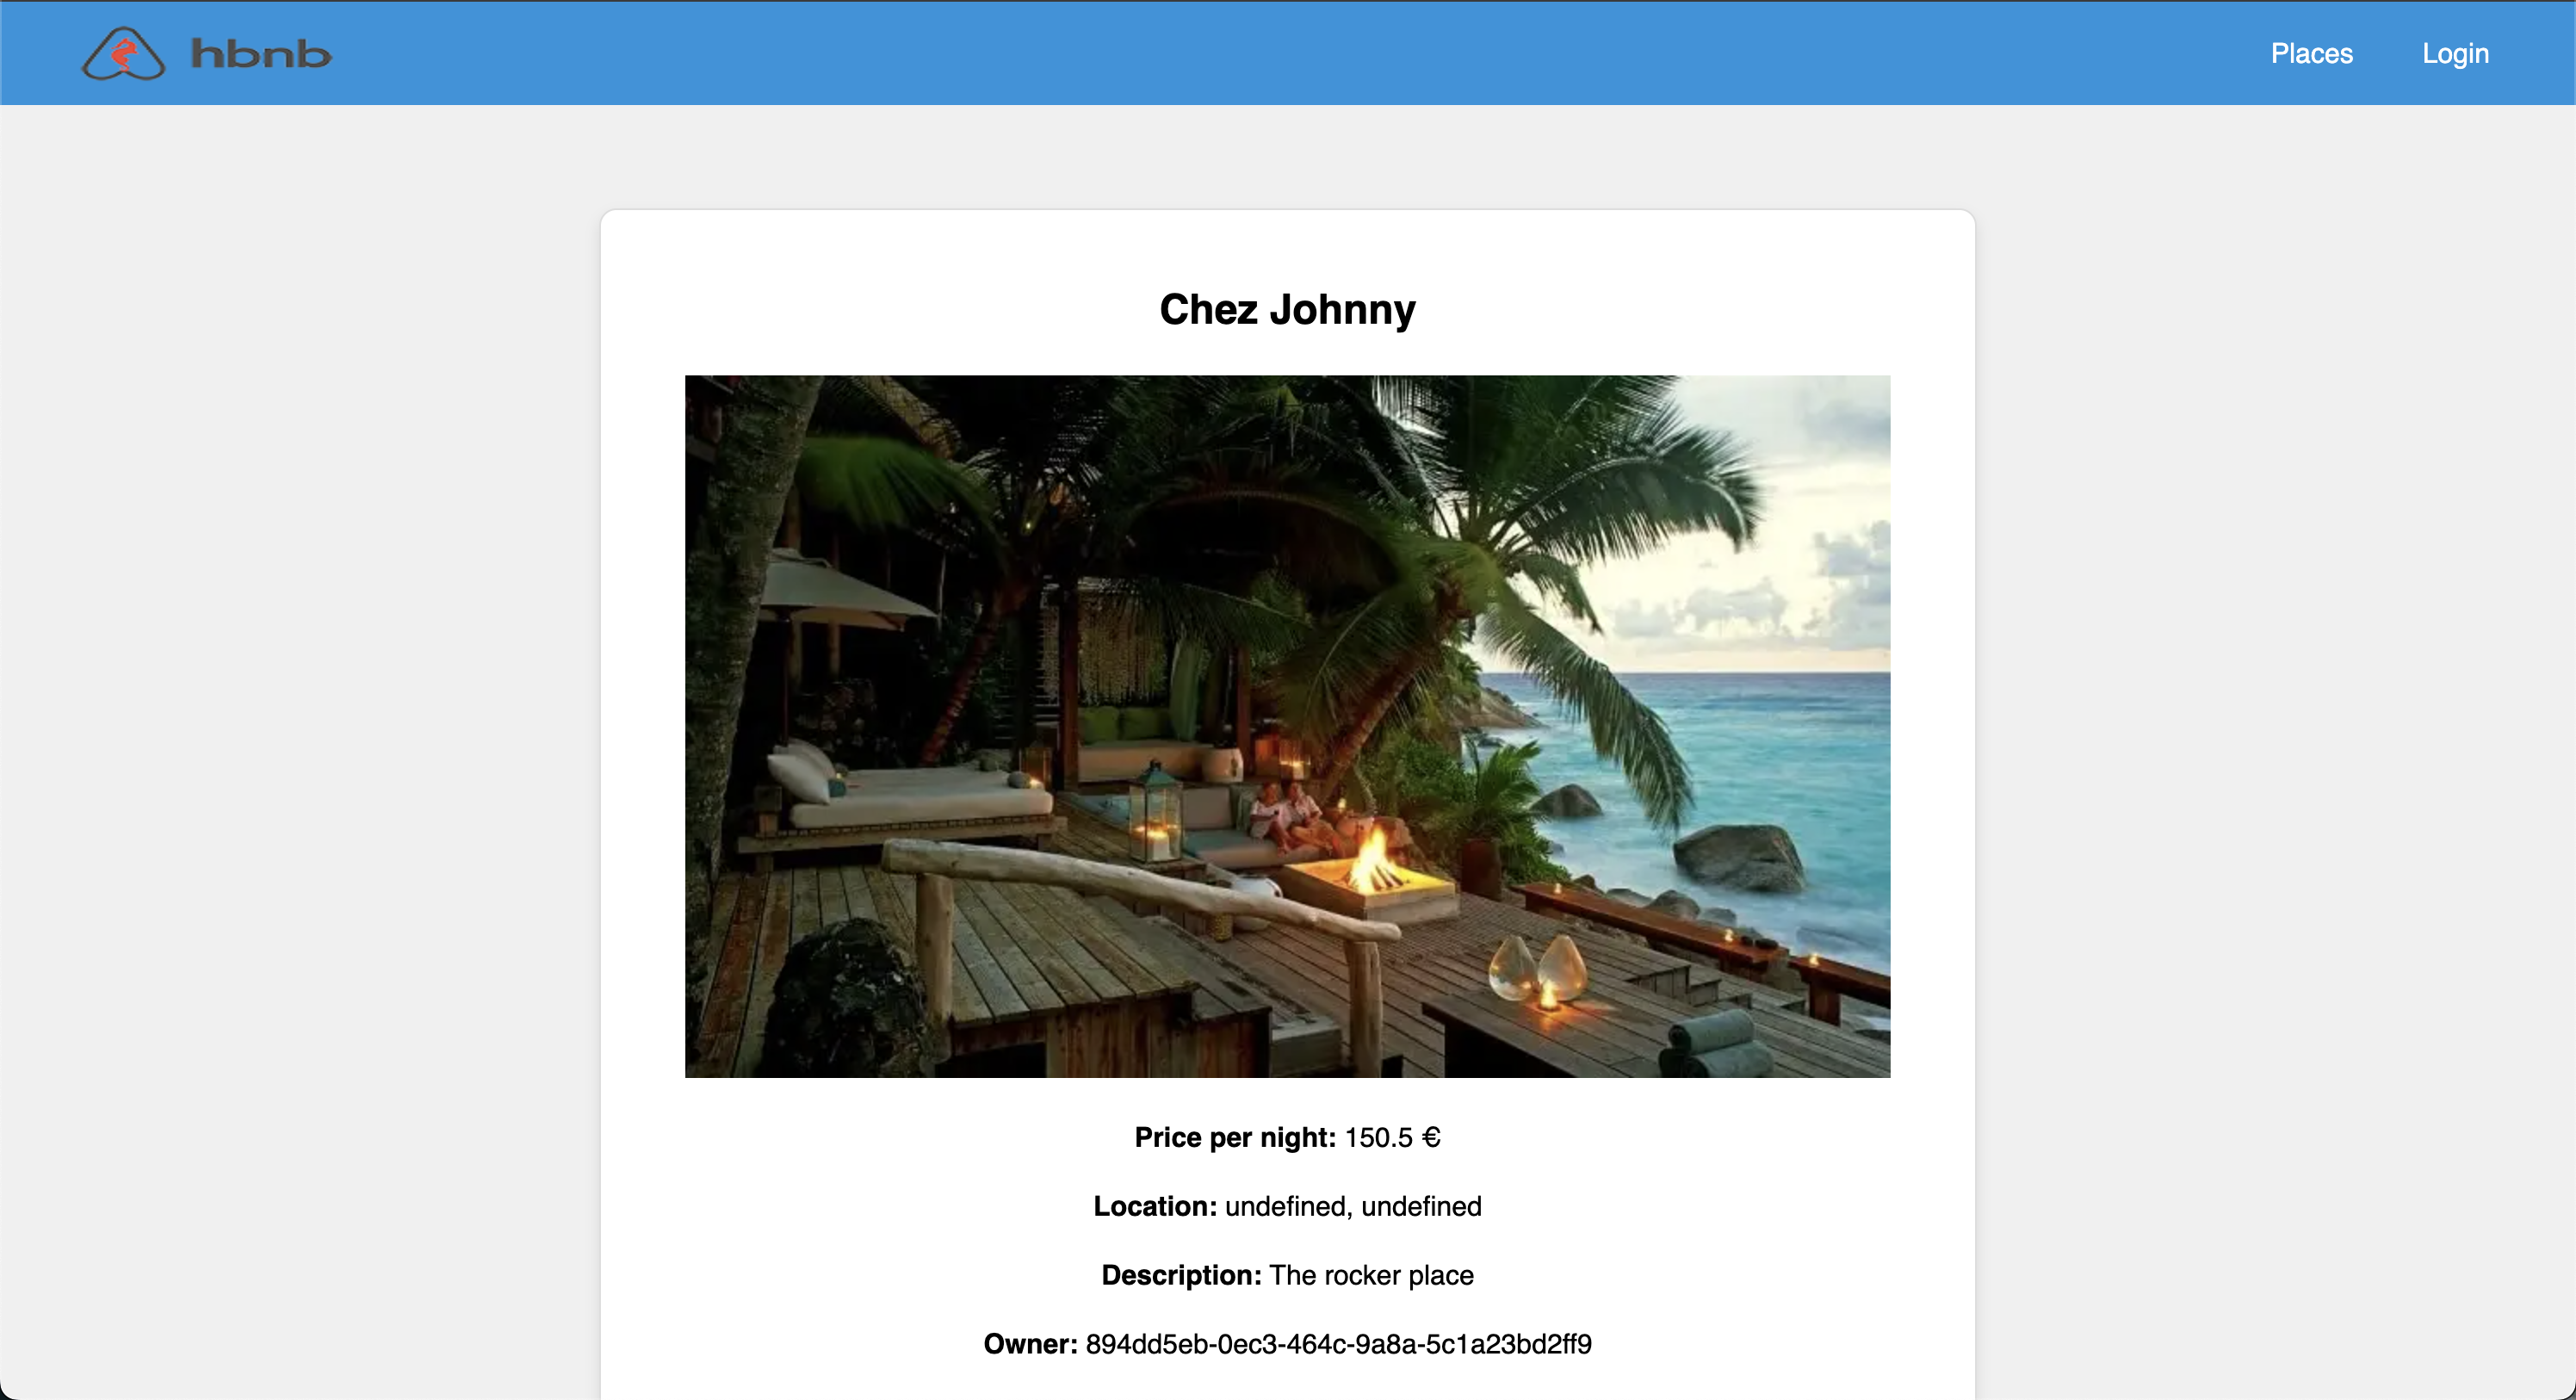 hbnb
Places
Login
Chez Johnny
Price per night: 150.5 €
Location: undefined, undefined
Description: The rocker place
Owner: 894dd5eb-0ec3-464c-9a8a-5c1a23bd2ff9